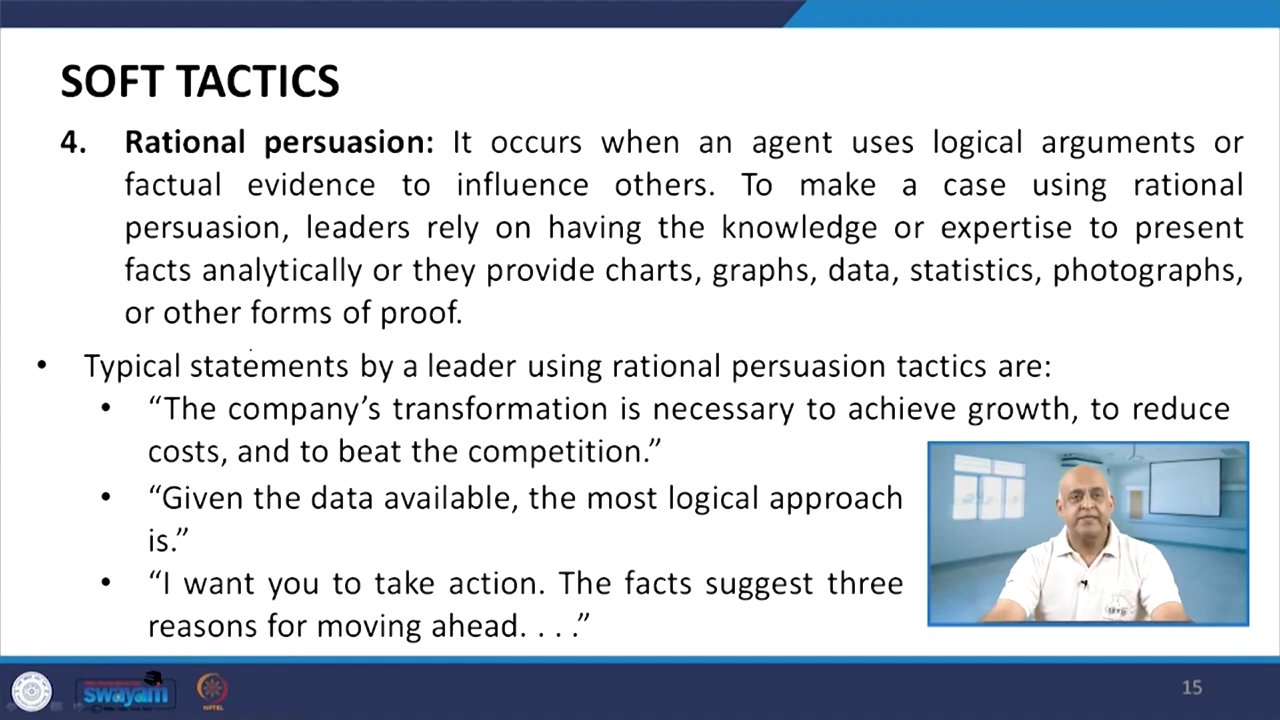 SOFT TACTICS
4. Rational persuasion: It occurs when an agent uses logical arguments or
factual evidence to influence others. To make a case using rational
persuasion, leaders rely on having the knowledge or expertise to present
facts analytically or they provide charts, graphs, data, statistics, photographs,
or other forms of proof.
• Typical statements by a leader using rational persuasion tactics are:
• “The company’s transformation is necessary to achieve growth, to reduce
costs, and to beat the competition.”
• “Given the data available, the most logical approach
is.”
• “I want you to take action. The facts suggest three
reasons for moving ahead. . . .”
swayam
NPTEL
15